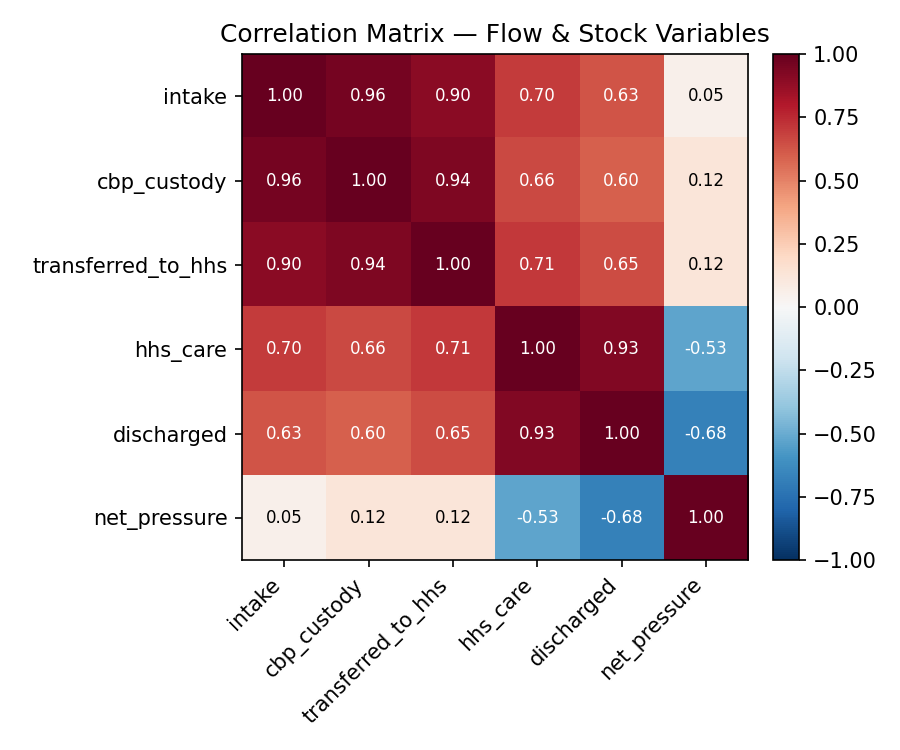 Correlation Matrix — Flow & Stock Variables
intake 1.00 0.96 0.90 0.70 0.63 0.05
cbp_custody 0.96 1.00 0.94 0.66 0.60 0.12
transferred_to_hhs 0.90 0.94 1.00 0.71 0.65 0.12
hhs_care 0.70 0.66 0.71 1.00 0.93 -0.53
discharged 0.63 0.60 0.65 0.93 1.00 -0.68
net_pressure 0.05 0.12 0.12 -0.53 -0.68 1.00
intake cbp_custody transferred_to_hhs hhs_care discharged net_pressure
1.00
0.75
0.50
0.25
0.00
−0.25
−0.50
−0.75
−1.00